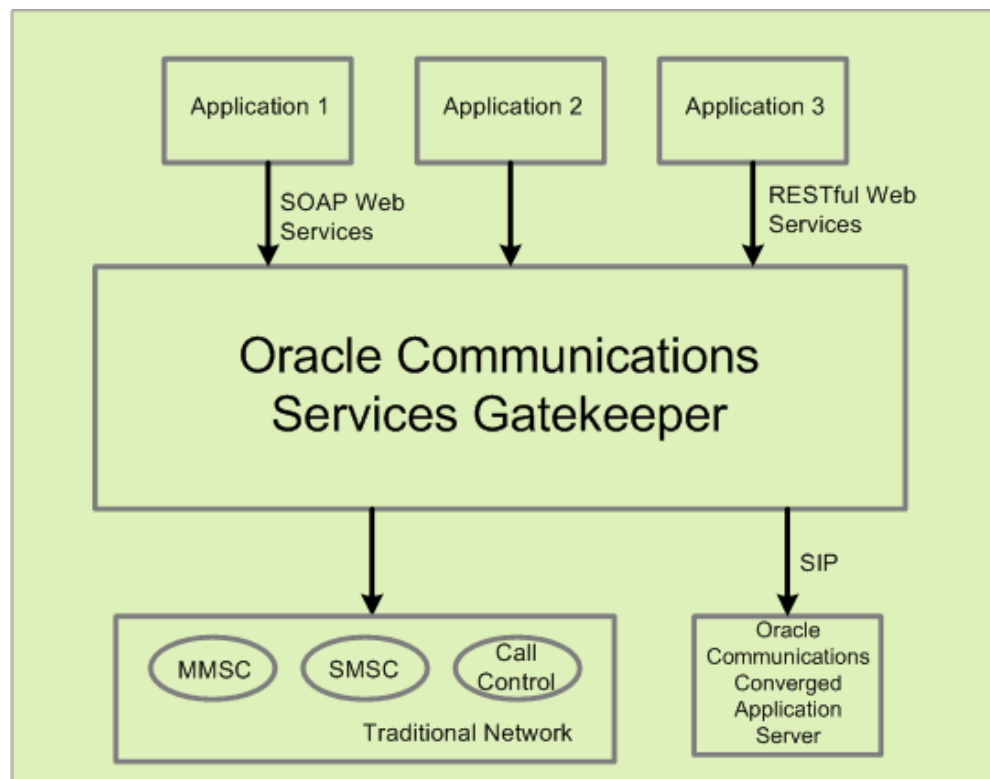 Application 1
Application 2
Application 3
SOAP Web
Services
RESTful Web
Services
Oracle Communications
Services Gatekeeper
SIP
MMSC
SMSC
Call
Control
Traditional Network
Oracle
Communications
Converged
Application
Server